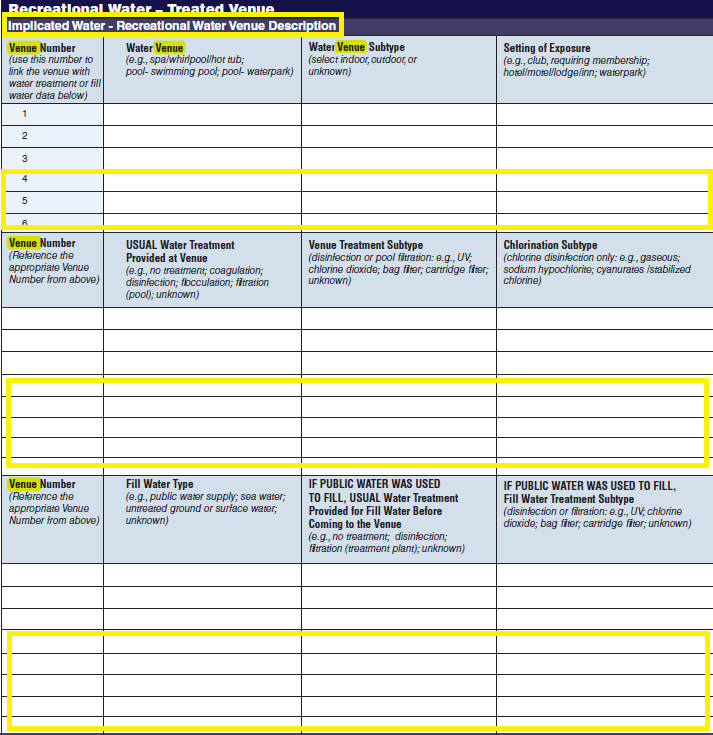 Recreational Water – Treated Venue
Implicated Water - Recreational Water Venue Description
Venue Number
(use this number to
link the venue with
water treatment or fill
water data below)
Water Venue
(e.g., spa/whirlpool/hot tub;
pool- swimming pool; pool- waterpark)
Water Venue Subtype
(select indoor, outdoor, or
unknown)
Setting of Exposure
(e.g., club, requiring membership;
hotel/motel/lodge/inn; waterpark)
1
2
3
4
5
6
Venue Number
(Reference the
appropriate Venue
Number from above)
USUAL Water Treatment
Provided at Venue
(e.g., no treatment; coagulation;
disinfection; flocculation; filtration
(pool); unknown)
Venue Treatment Subtype
(disinfection or pool filtration: e.g., UV;
chlorine dioxide; bag filter; cartridge filter;
unknown)
Chlorination Subtype
(chlorine disinfection only: e.g., gaseous;
sodium hypochlorite; cyanurates /stabilized
chlorine)
Venue Number
(Reference the
appropriate Venue
Number from above)
Fill Water Type
(e.g., public water supply; sea water;
untreated ground or surface water;
unknown)
IF PUBLIC WATER WAS USED
TO FILL, USUAL Water Treatment
Provided for Fill Water Before
Coming to the Venue
(e.g., no treatment; disinfection;
filtration (treatment plant); unknown)
IF PUBLIC WATER WAS USED TO FILL,
Fill Water Treatment Subtype
(disinfection or filtration: e.g., UV; chlorine
dioxide; bag filter; cartridge filter; unknown)